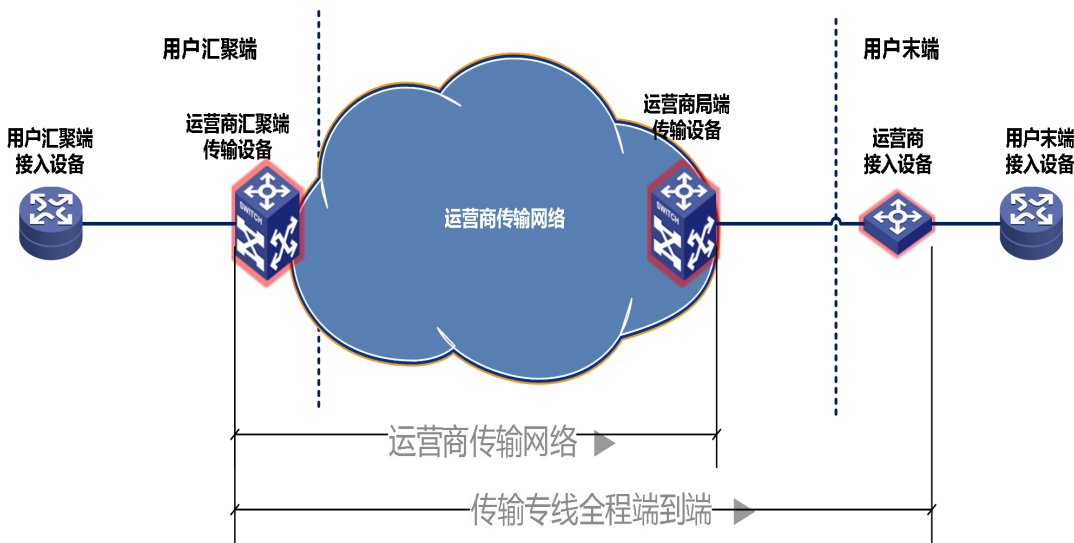 用户汇聚端
用户末端
运营商局端
传输设备
运营商汇聚端
传输设备
用户汇聚端
接入设备
运营商
接入设备
用户末端
接入设备
SWITCH
SWITCH
运营商传输网络
运营商传输网络
传输专线全程端到端